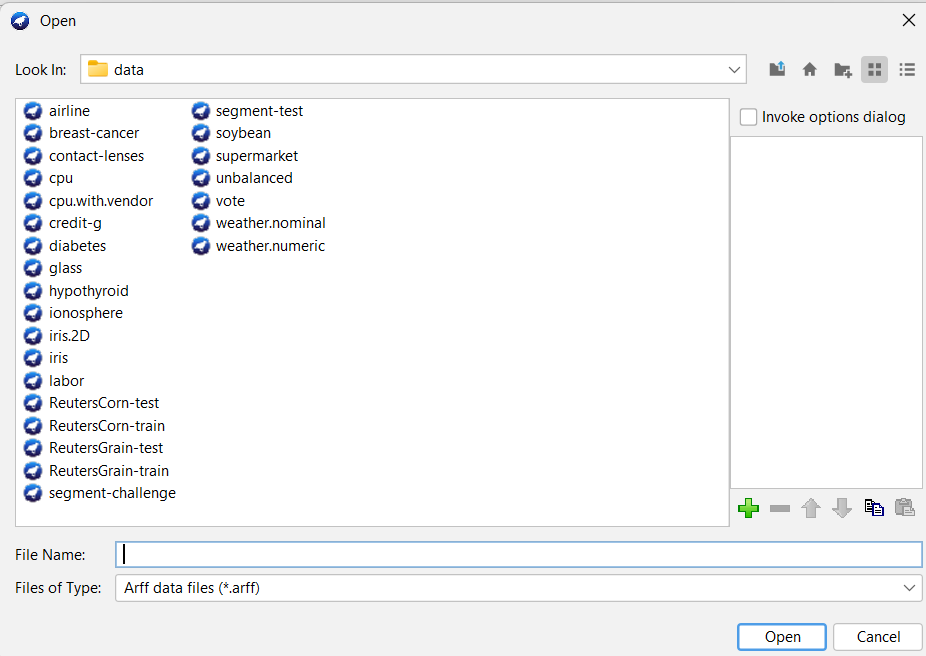 Open
Look In:
data
airline
breast-cancer
contact-lenses
cpu
cpu.with.vendor
credit-g
diabetes
glass
hypothyroid
ionosphere
iris.2D
iris
labor
ReutersCorn-test
ReutersCorn-train
ReutersGrain-test
ReutersGrain-train
segment-challenge
segment-test
soybean
supermarket
unbalanced
vote
weather.nominal
weather.numeric
Invoke options dialog
File Name:
Files of Type:
Arff data files (*.arff)
Open
Cancel